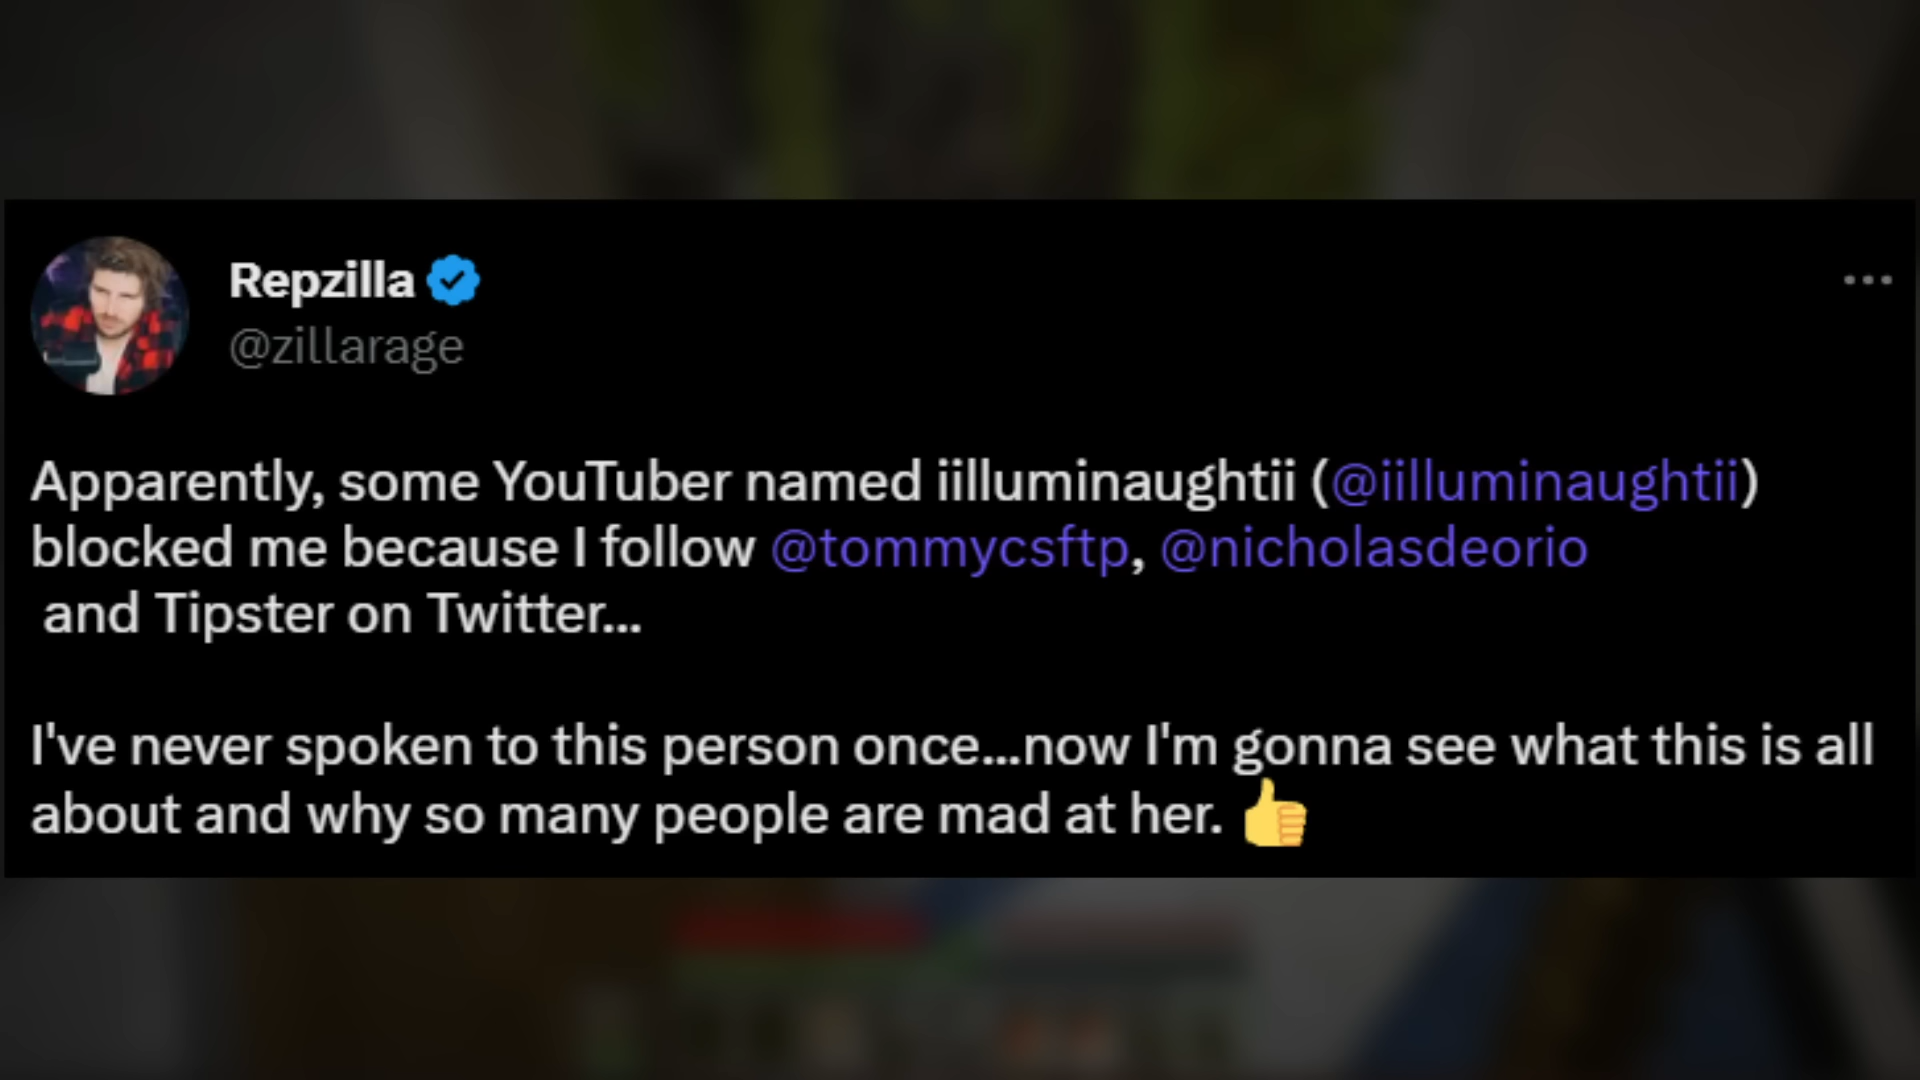 Repzilla
@zillarage
Apparently, some YouTuber named iilluminaughtii (@iilluminaughtii)
blocked me because I follow @tommycsftp, @nicholasdeorio
and Tipster on Twitter...
I've never spoken to this person once...now I'm gonna see what this is all
about and why so many people are mad at her. 👍